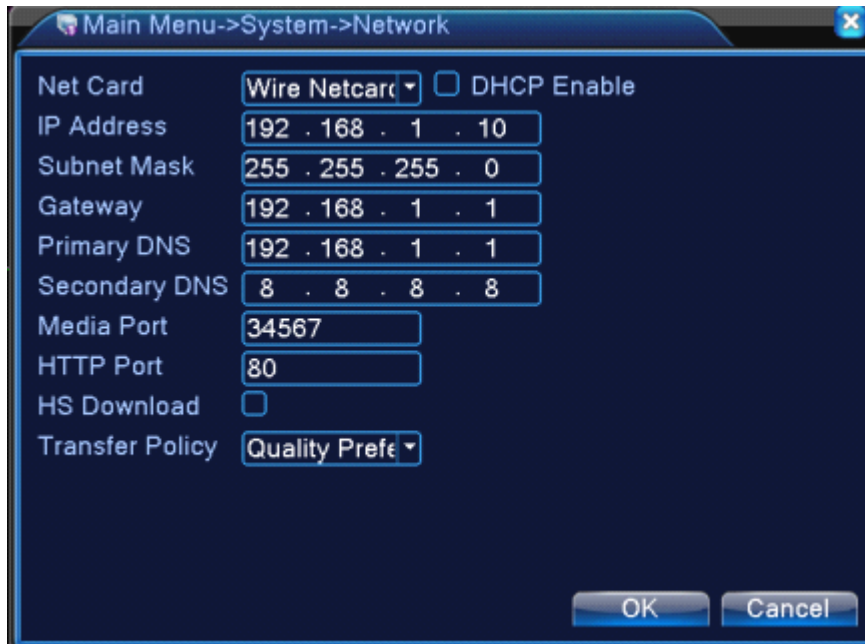 Main Menu->System->Network
Net Card Wire Netcard DHCP Enable
IP Address 192 . 168 . 1 . 10
Subnet Mask 255 . 255 . 255 . 0
Gateway 192 . 168 . 1 . 1
Primary DNS 192 . 168 . 1 . 1
Secondary DNS 8 . 8 . 8 . 8
Media Port 34567
HTTP Port 80
HS Download
Transfer Policy Quality Prefe
OK Cancel